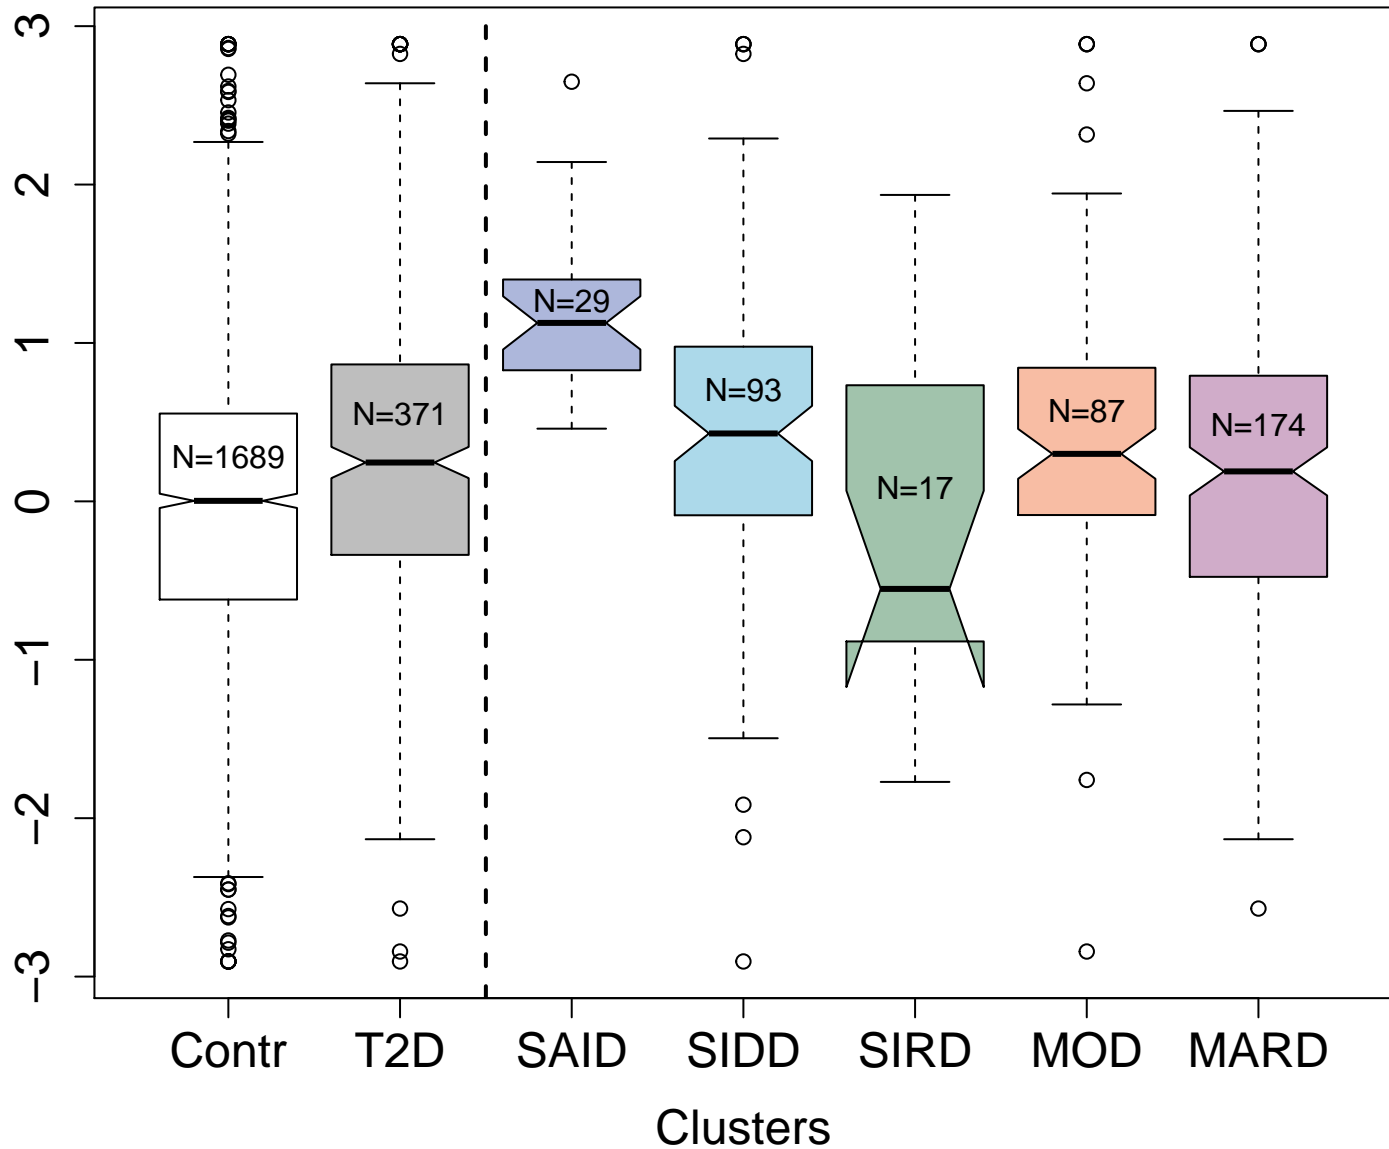 3
2
1
0
−1
−2
−3
N=1689
N=371
N=29
N=93
N=17
N=87
N=174
Contr T2D SAID SIDD SIRD MOD MARD
Clusters